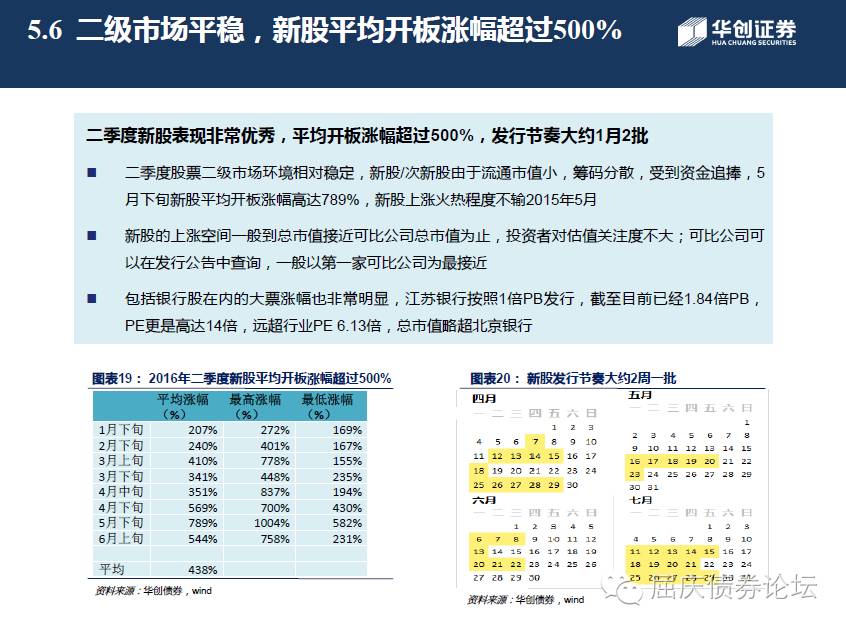 5.6 二级市场平稳，新股平均开板涨幅超过500%
华创证券
HUA CHUANG SECURITIES
二季度新股表现非常优秀，平均开板涨幅超过500%，发行节奏大约1月2批
二季度股票二级市场环境相对稳定，新股/次新股由于流通市值小，筹码分散，受到资金追捧，5
月下旬新股平均开板涨幅高达789%，新股上涨火热程度不输2015年5月
新股的上涨空间一般到总市值接近可比公司总市值为止，投资者对估值关注度不大；可比公司可
以在发行公告中查询，一般以第一家可比公司为最接近
包括银行股在内的大票涨幅也非常明显，江苏银行按照1倍PB发行，截至目前已经1.84倍PB，
PE更是高达14倍，远超行业PE 6.13倍，总市值略超北京银行
图表19： 2016年二季度新股平均开板涨幅超过500%
平均涨幅（%） 最高涨幅（%） 最低涨幅（%）
1月下旬 207% 272% 169%
2月下旬 240% 401% 167%
3月上旬 410% 778% 155%
3月下旬 341% 448% 235%
4月中旬 351% 837% 194%
4月下旬 569% 700% 430%
5月下旬 789% 1004% 582%
6月上旬 544% 758% 231%
平均 438%
资料来源：华创债券，wind
图表20： 新股发行节奏大约2周一批
四月
一 二 三 四 五 六 日
1 2 3
4 5 6 7 8 9 10
11 12 13 14 15 16 17
18 19 20 21 22 23 24
25 26 27 28 29 30
五月
一 二 三 四 五 六 日
1
2 3 4 5 6 7 8
9 10 11 12 13 14 15
16 17 18 19 20 21 22
23 24 25 26 27 28 29
30 31
六月
一 二 三 四 五 六 日
1 2 3 4 5
6 7 8 9 10 11 12
13 14 15 16 17 18 19
20 21 22 23 24 25 26
27 28 29 30
七月
一 二 三 四 五 六 日
1 2 3
4 5 6 7 8 9 10
11 12 13 14 15 16 17
18 19 20 21 22 23 24
25 26 27 28 29 30 31
资料来源：华创债券，wind
屈庆债券论坛